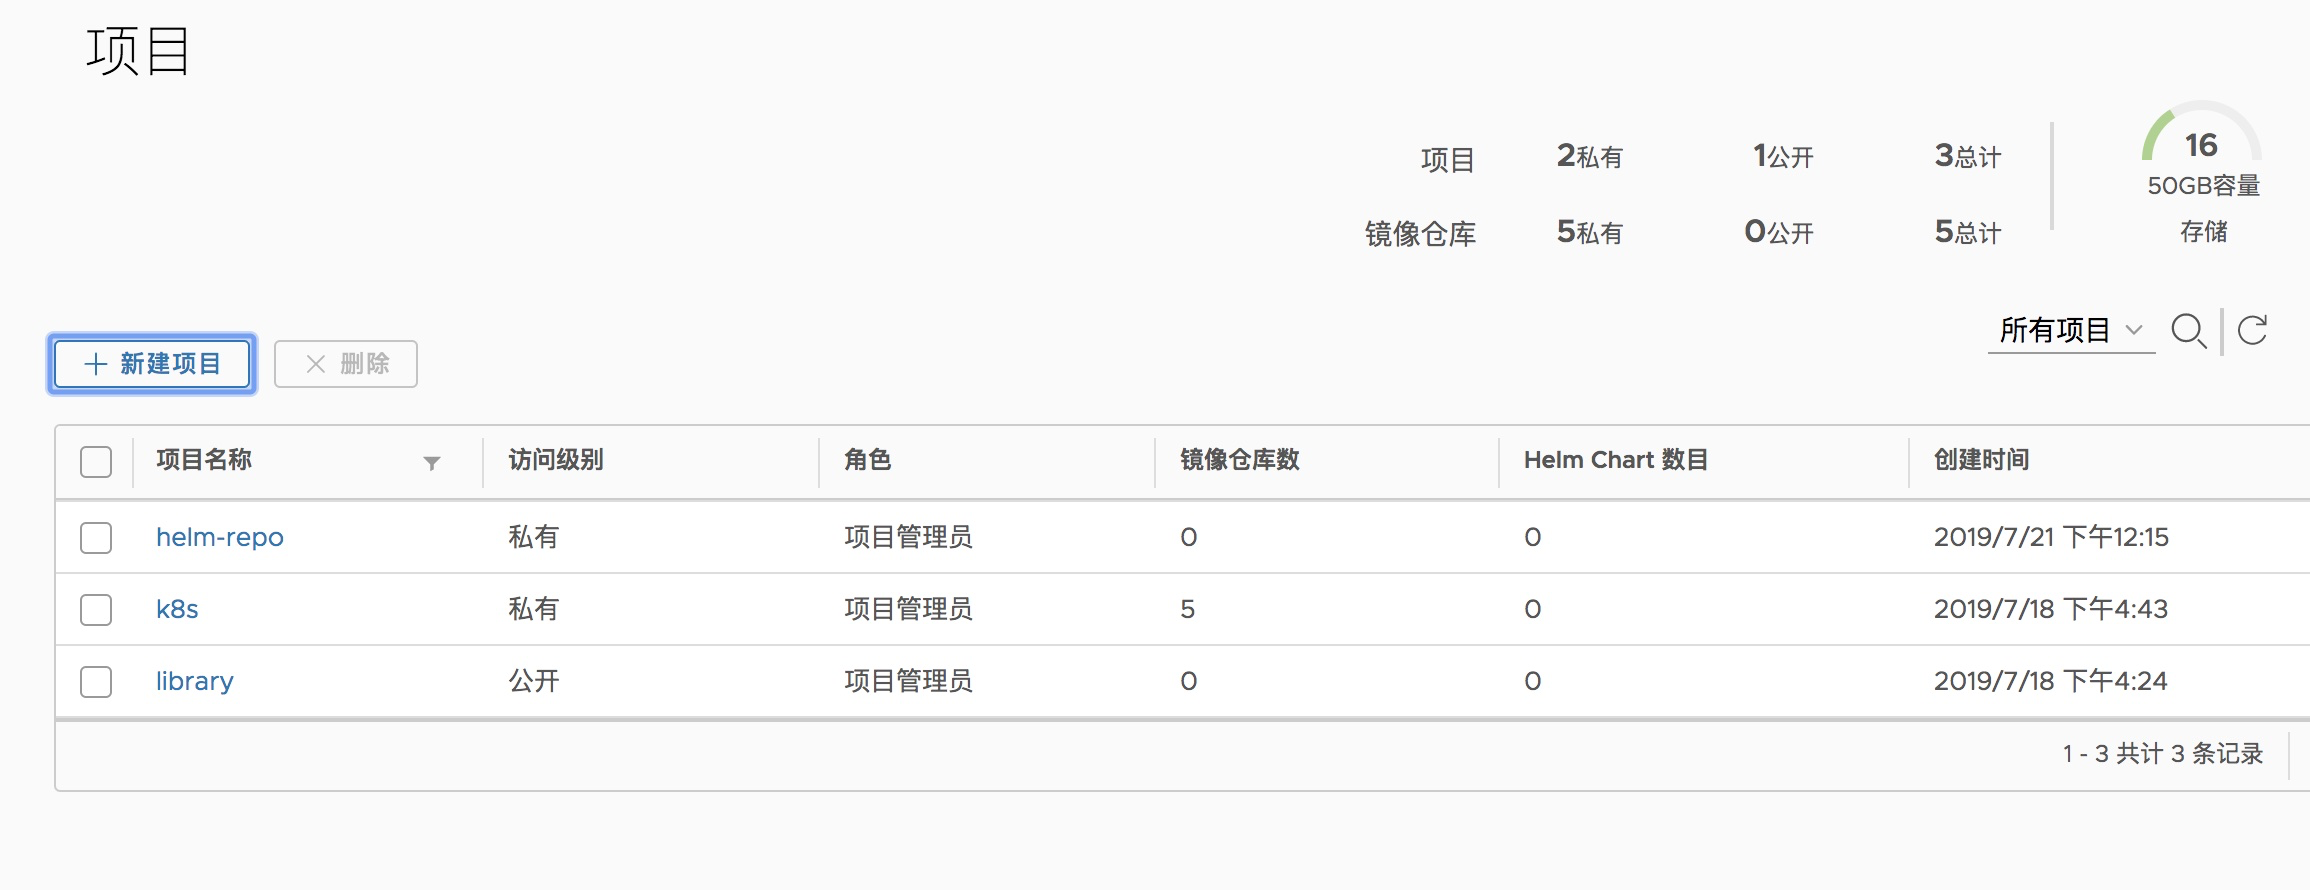 项目
项目 2私有 1公开 3总计
镜像仓库 5私有 0公开 5总计
16
50GB容量
存储
所有项目
新建项目 删除
项目名称 访问级别 角色 镜像仓库数 Helm Chart 数目 创建时间
helm-repo 私有 项目管理员 0 0 2019/7/21 下午12:15
k8s 私有 项目管理员 5 0 2019/7/18 下午4:43
library 公开 项目管理员 0 0 2019/7/18 下午4:24
1 - 3 共计 3 条记录